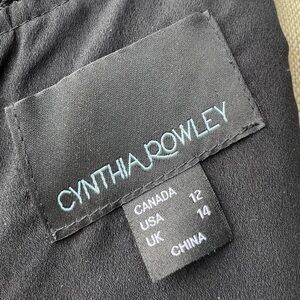 CYNTHIA ROWLEY
CANADA 12
USA
UK 14
CHINA